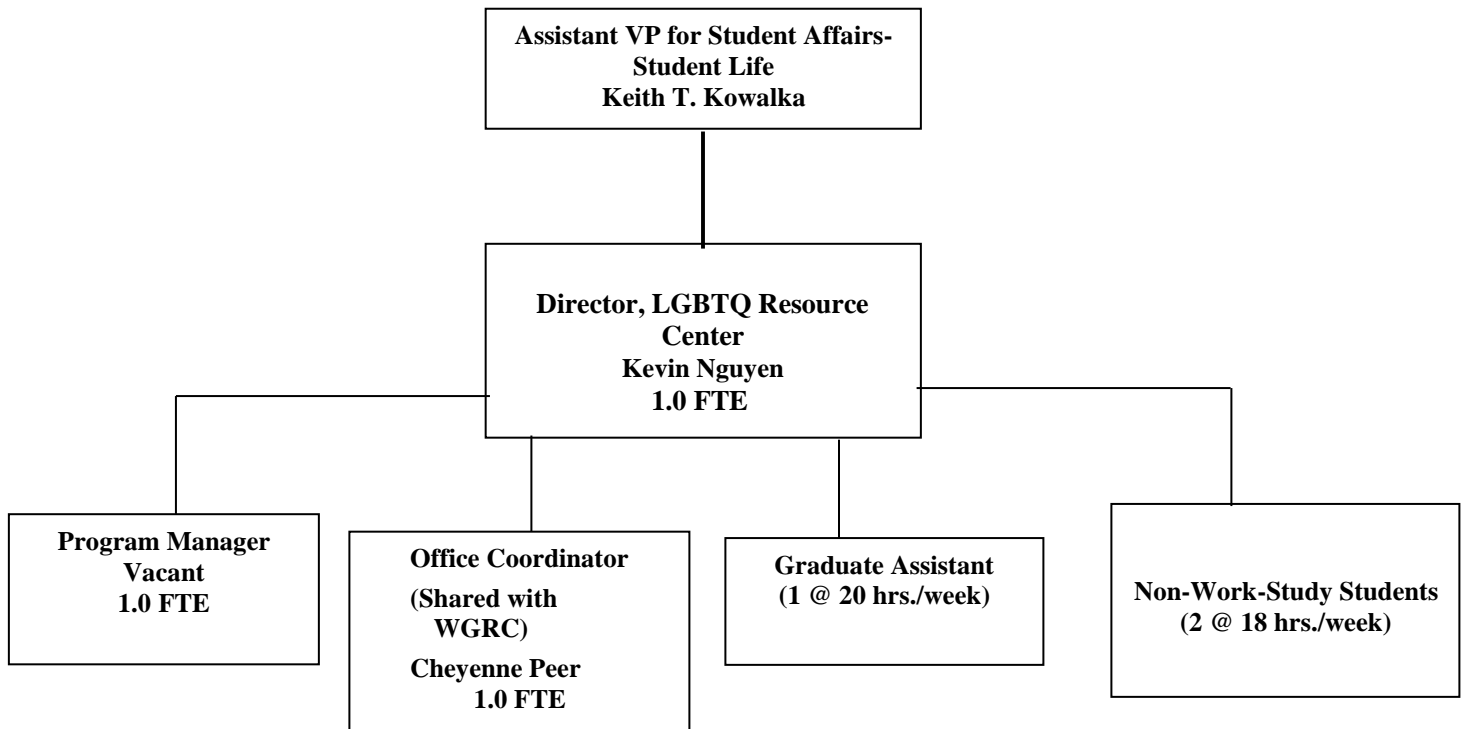 Assistant VP for Student Affairs-
Student Life
Keith T. Kowalka
Director, LGBTQ Resource
Center
Kevin Nguyen
1.0 FTE
Program Manager
Vacant
1.0 FTE
Office Coordinator
(Shared with
WGRC)
Cheyenne Peer
1.0 FTE
Graduate Assistant
(1 @ 20 hrs./week)
Non-Work-Study Students
(2 @ 18 hrs./week)